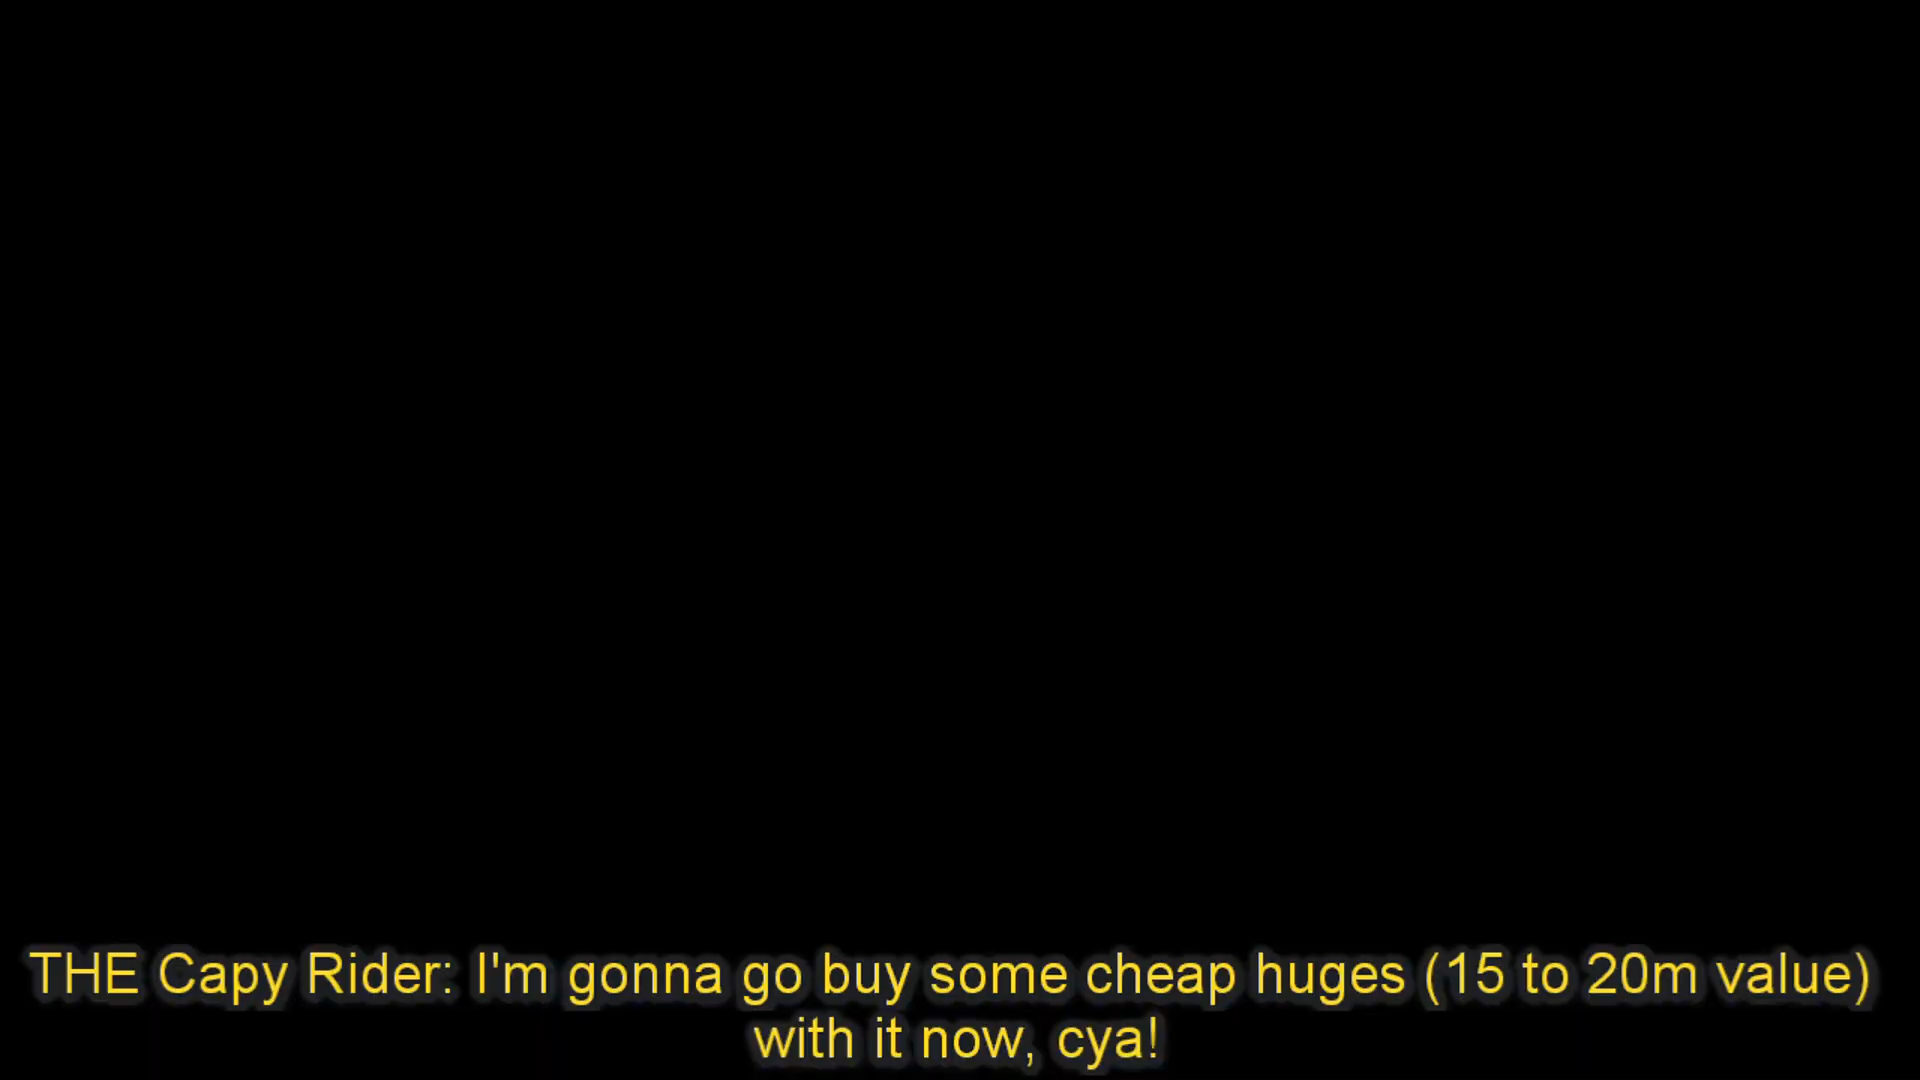 THE Capy Rider: I'm gonna go buy some cheap huges (15 to 20m value)
with it now, cya!